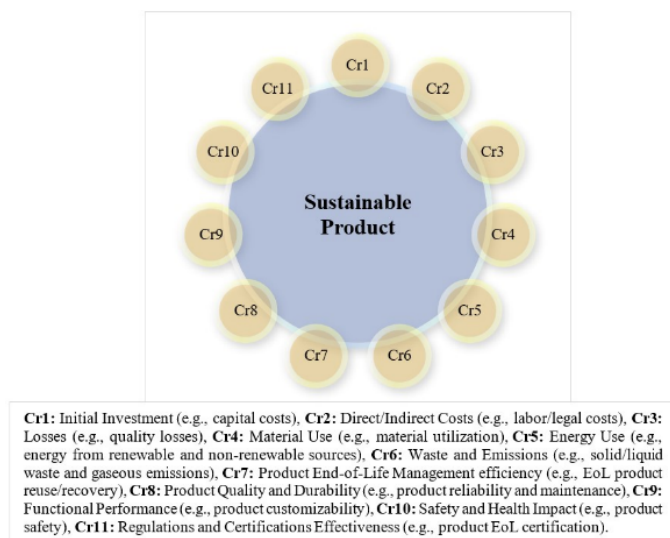 Cr1
Cr2
Cr3
Cr4
Cr5
Cr6
Cr7
Cr8
Cr9
Cr10
Cr11
Sustainable
Product
Cr1: Initial Investment (e.g., capital costs), Cr2: Direct/Indirect Costs (e.g., labor/legal costs), Cr3:
Losses (e.g., quality losses), Cr4: Material Use (e.g., material utilization), Cr5: Energy Use (e.g.,
energy from renewable and non-renewable sources), Cr6: Waste and Emissions (e.g., solid/liquid
waste and gaseous emissions), Cr7: Product End-of-Life Management efficiency (e.g., EoL product
reuse/recovery), Cr8: Product Quality and Durability (e.g., product reliability and maintenance), Cr9:
Functional Performance (e.g., product customizability), Cr10: Safety and Health Impact (e.g., product
safety), Cr11: Regulations and Certifications Effectiveness (e.g., product EoL certification).